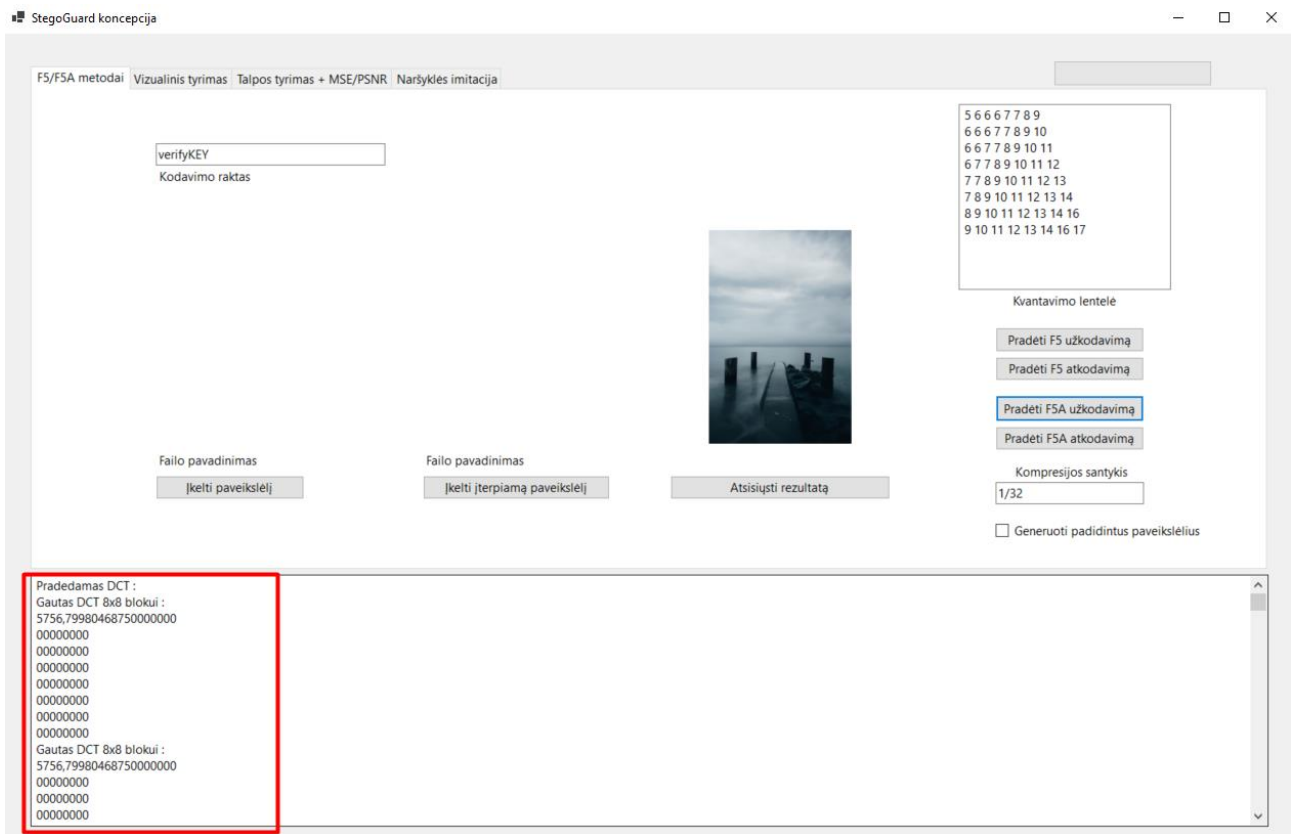 StegoGuard koncepcija
F5/F5A metodai Vizualinis tyrimas Talpos tyrimas + MSE/PSNR Naršyklės imitacija
verifyKEY
Kodavimo raktas
5 6 6 6 7 7 8 9
6 6 6 7 7 8 9 10
6 6 7 7 8 9 10 11
6 7 7 8 9 10 11 12
7 7 8 9 10 11 12 13
7 8 9 10 11 12 13 14
8 9 10 11 12 13 14 16
9 10 11 12 13 14 16 17
Kvantavimo lentelė
Pradėti F5 užkodavimą
Pradėti F5 atkodavimą
Pradėti F5A užkodavimą
Pradėti F5A atkodavimą
Kompresijos santykis
1/32
Generuoti padidintus paveikslėlius
Failo pavadinimas
Įkelti paveikslėlį
Failo pavadinimas
Įkelti įterpiamą paveikslėlį
Atsisiųsti rezultatą
Pradedamas DCT :
Gautas DCT 8x8 blokui :
5756,79980468750000000
00000000
00000000
00000000
00000000
00000000
00000000
00000000
Gautas DCT 8x8 blokui :
5756,79980468750000000
00000000
00000000
00000000